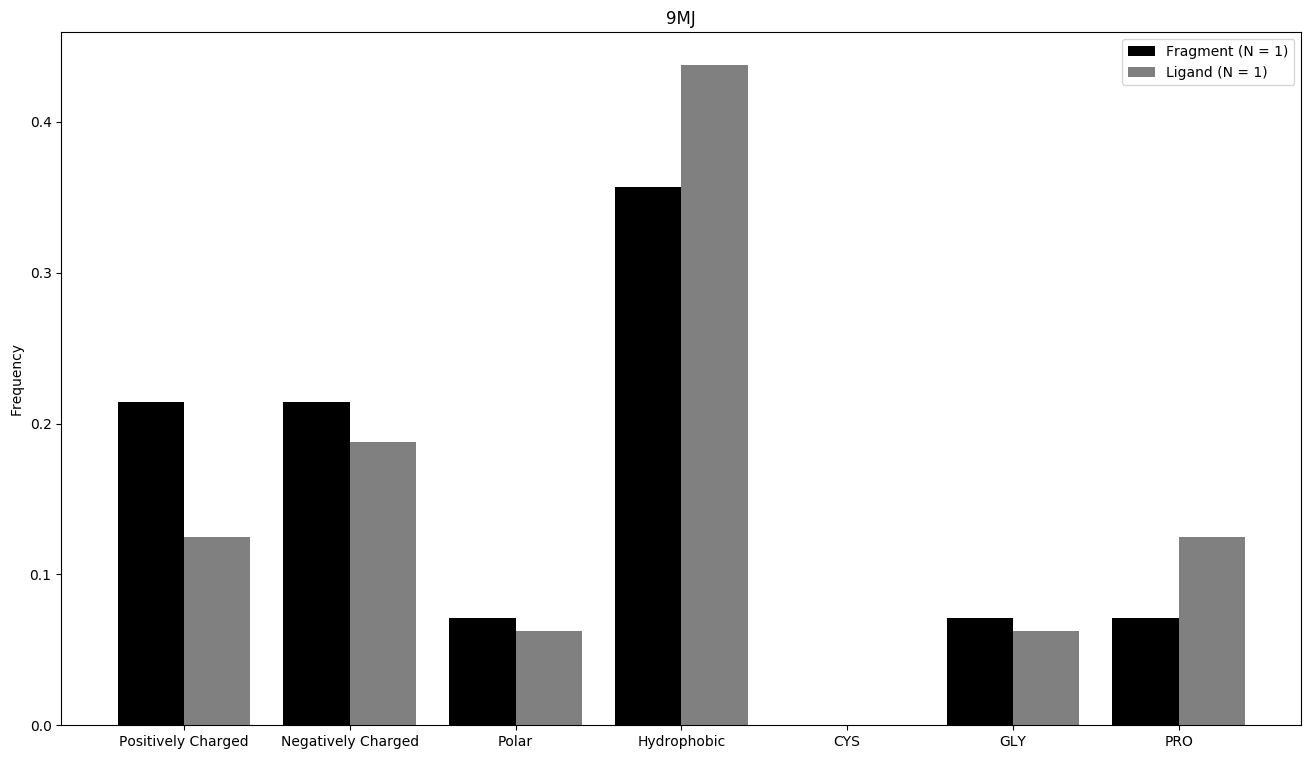 9MJ
Fragment (N = 1)
Ligand (N = 1)
Frequency
0.4
0.3
0.2
0.1
0.0
Positively Charged Negatively Charged Polar Hydrophobic CYS GLY PRO